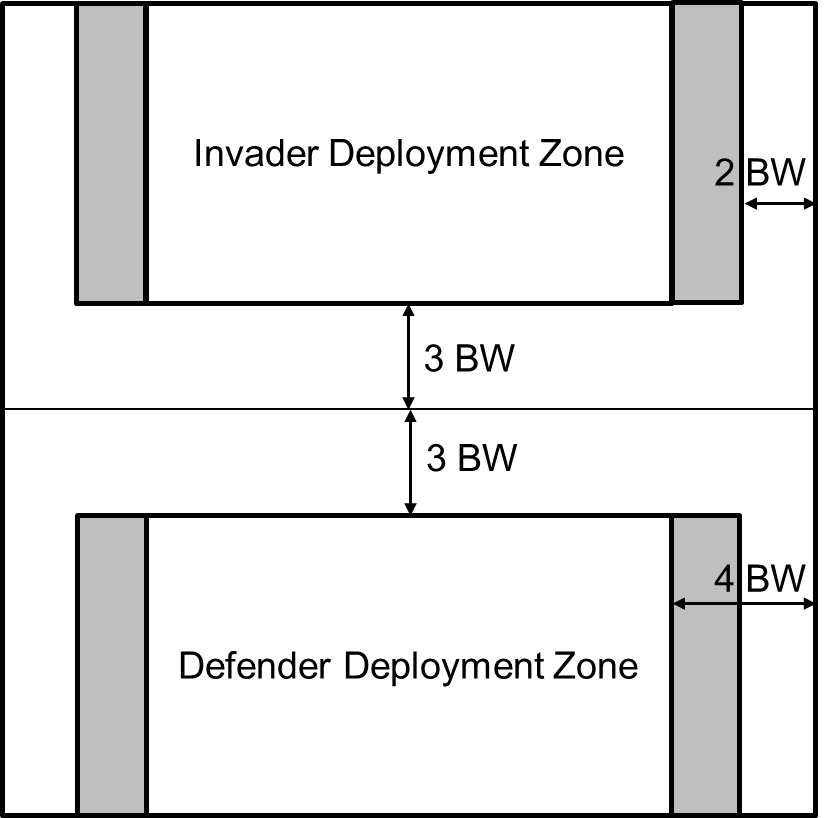 Invader Deployment Zone
2 BW
3 BW
3 BW
4 BW
Defender Deployment Zone